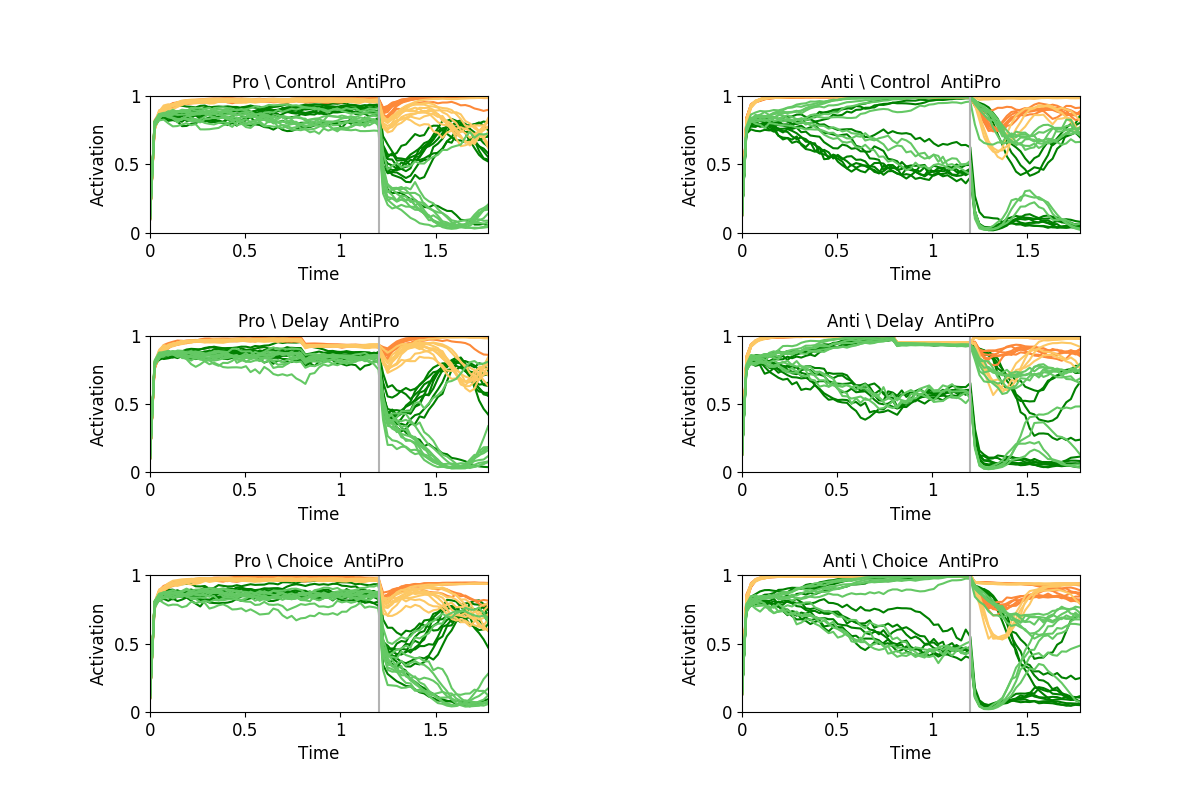 Pro \ Control  AntiPro
1
0.5
0
Activation
0 0.5 1 1.5
Time
Anti \ Control  AntiPro
1
0.5
0
Activation
0 0.5 1 1.5
Time
Pro \ Delay  AntiPro
1
0.5
0
Activation
0 0.5 1 1.5
Time
Anti \ Delay  AntiPro
1
0.5
0
Activation
0 0.5 1 1.5
Time
Pro \ Choice  AntiPro
1
0.5
0
Activation
0 0.5 1 1.5
Time
Anti \ Choice  AntiPro
1
0.5
0
Activation
0 0.5 1 1.5
Time